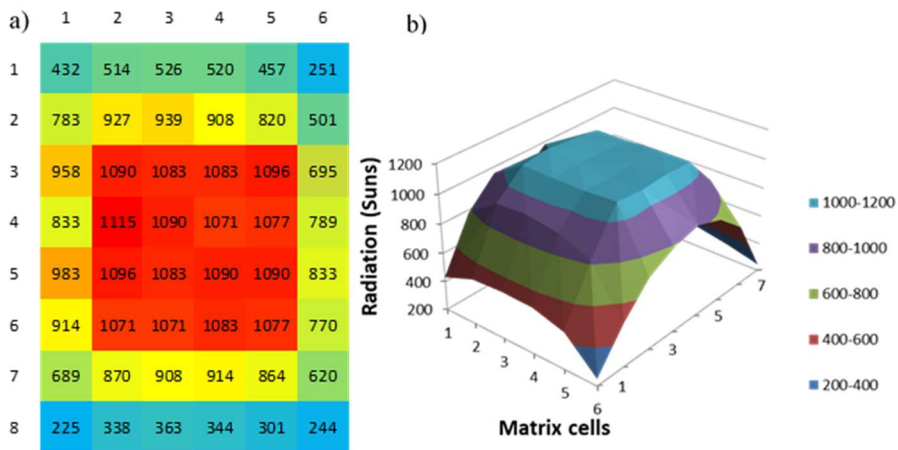 a)
1 2 3 4 5 6
1 432 514 526 520 457 251
2 783 927 939 908 820 501
3 958 1090 1083 1083 1096 695
4 833 1115 1090 1071 1077 789
5 983 1096 1083 1090 1090 833
6 914 1071 1071 1083 1077 770
7 689 870 908 914 864 620
8 225 338 363 344 301 244
b)
Radiation (Suns)
1200
1000
800
600
400
200
1
2
3
4
5
6
1
3
5
7
Matrix cells
1000-1200
800-1000
600-800
400-600
200-400